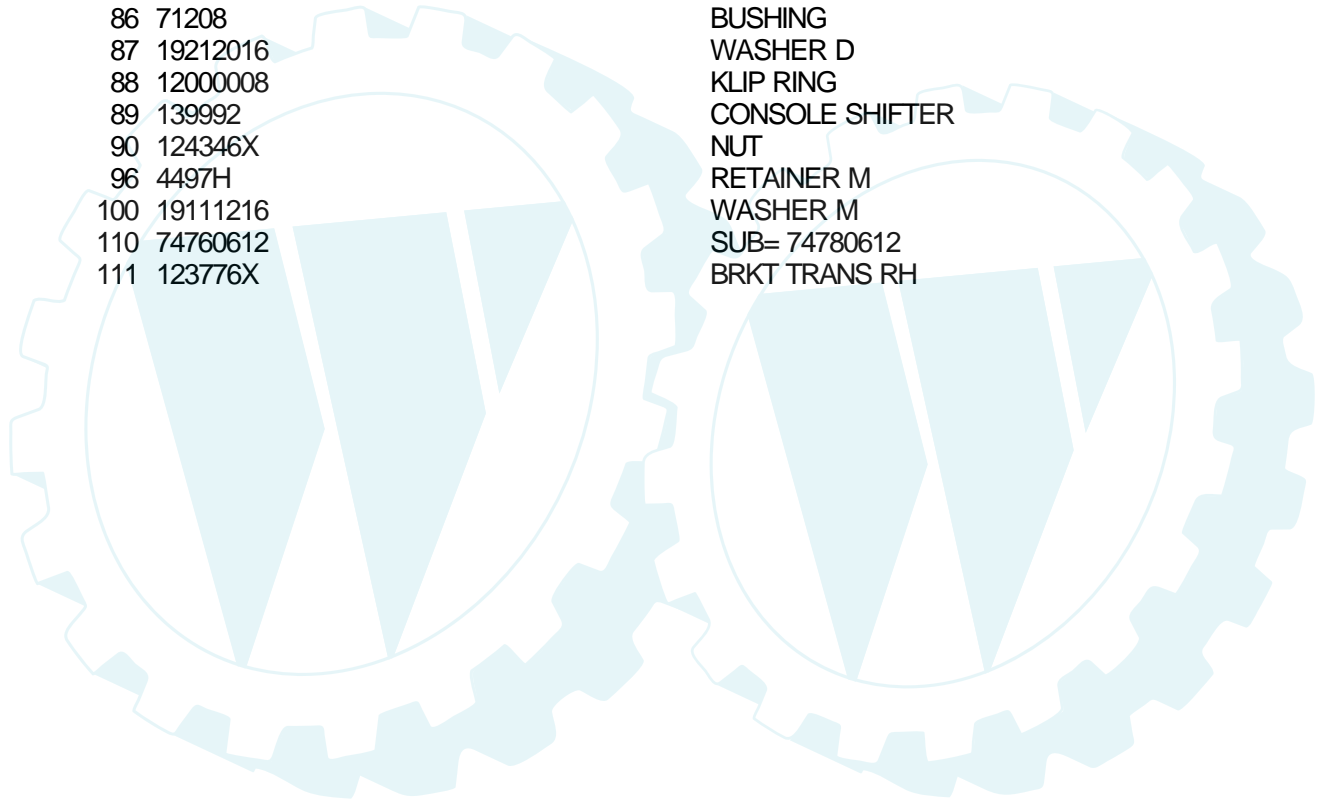 86 71208 BUSHING
87 19212016 WASHER D
88 12000008 KLIP RING
89 139992 CONSOLE SHIFTER
90 124346X NUT
96 4497H RETAINER M
100 19111216 WASHER M
110 74760612 SUB= 74780612
111 123776X BRKT TRANS RH